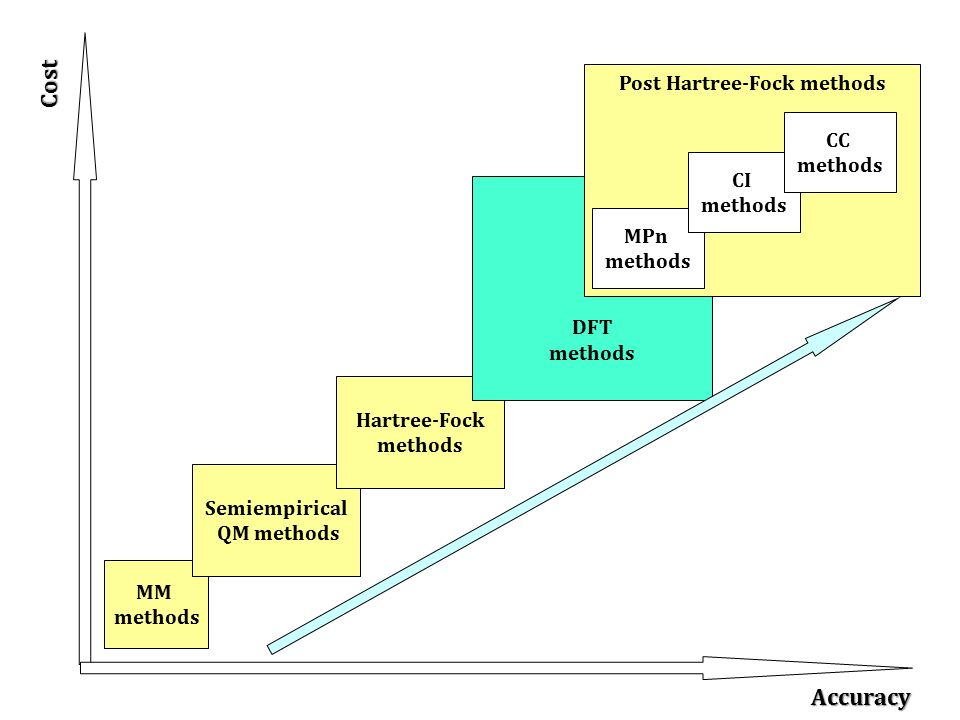 Cost
Post Hartree-Fock methods
CC
methods
CI
methods
MPn
methods
DFT
methods
Hartree-Fock
methods
Semiempirical
QM methods
MM
methods
Accuracy